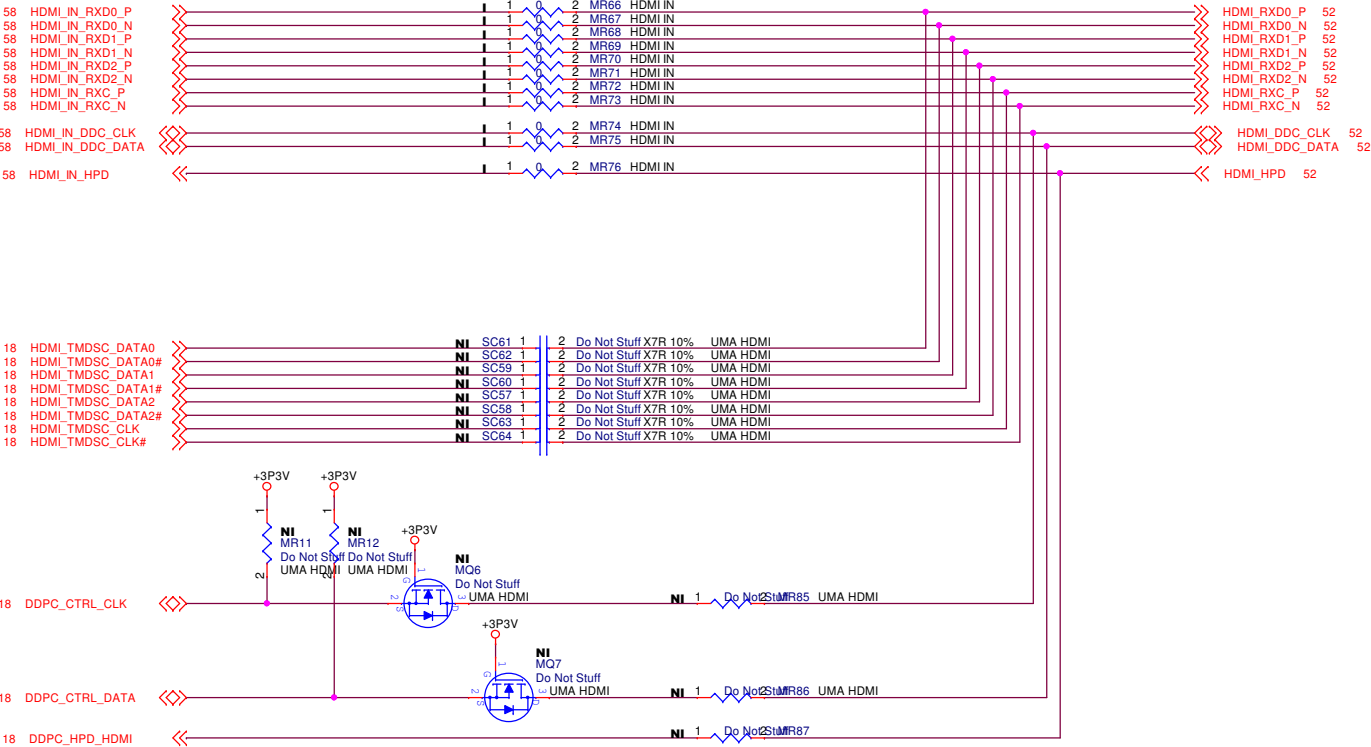 58 HDMI_IN_RXD0_P 1 0 2 MR66 HDMI IN HDMI_RXD0_P 52
58 HDMI_IN_RXD0_N 1 0 2 MR67 HDMI IN HDMI_RXD0_N 52
58 HDMI_IN_RXD1_P 1 0 2 MR68 HDMI IN HDMI_RXD1_P 52
58 HDMI_IN_RXD1_N 1 0 2 MR69 HDMI IN HDMI_RXD1_N 52
58 HDMI_IN_RXD2_P 1 0 2 MR70 HDMI IN HDMI_RXD2_P 52
58 HDMI_IN_RXD2_N 1 0 2 MR71 HDMI IN HDMI_RXD2_N 52
58 HDMI_IN_RXC_P 1 0 2 MR72 HDMI IN HDMI_RXC_P 52
58 HDMI_IN_RXC_N 1 0 2 MR73 HDMI IN HDMI_RXC_N 52
58 HDMI_IN_DDC_CLK 1 0 2 MR74 HDMI IN HDMI_DDC_CLK 52
58 HDMI_IN_DDC_DATA 1 0 2 MR75 HDMI IN HDMI_DDC_DATA 52
58 HDMI_IN_HPD 1 0 2 MR76 HDMI IN HDMI_HPD 52
18 HDMI_TMDSC_DATA0 NI SC61 1 2 Do Not Stuff X7R 10% UMA HDMI
18 HDMI_TMDSC_DATA0# NI SC62 1 2 Do Not Stuff X7R 10% UMA HDMI
18 HDMI_TMDSC_DATA1 NI SC59 1 2 Do Not Stuff X7R 10% UMA HDMI
18 HDMI_TMDSC_DATA1# NI SC60 1 2 Do Not Stuff X7R 10% UMA HDMI
18 HDMI_TMDSC_DATA2 NI SC57 1 2 Do Not Stuff X7R 10% UMA HDMI
18 HDMI_TMDSC_DATA2# NI SC58 1 2 Do Not Stuff X7R 10% UMA HDMI
18 HDMI_TMDSC_CLK NI SC63 1 2 Do Not Stuff X7R 10% UMA HDMI
18 HDMI_TMDSC_CLK# NI SC64 1 2 Do Not Stuff X7R 10% UMA HDMI
+3P3V +3P3V
1 1
NI NI
MR11 MR12
Do Not Stuff Do Not Stuff
UMA HDMI UMA HDMI
2 2
+3P3V
1
G
NI
MQ6
Do Not Stuff
18 DDPC_CTRL_CLK 2 S 3 D UMA HDMI NI 1 Do Not Stuff 2 MR85 UMA HDMI
+3P3V
1
G
NI
MQ7
Do Not Stuff
18 DDPC_CTRL_DATA 2 S 3 D UMA HDMI NI 1 Do Not Stuff 2 MR86 UMA HDMI
18 DDPC_HPD_HDMI NI 1 Do Not Stuff 2 MR87